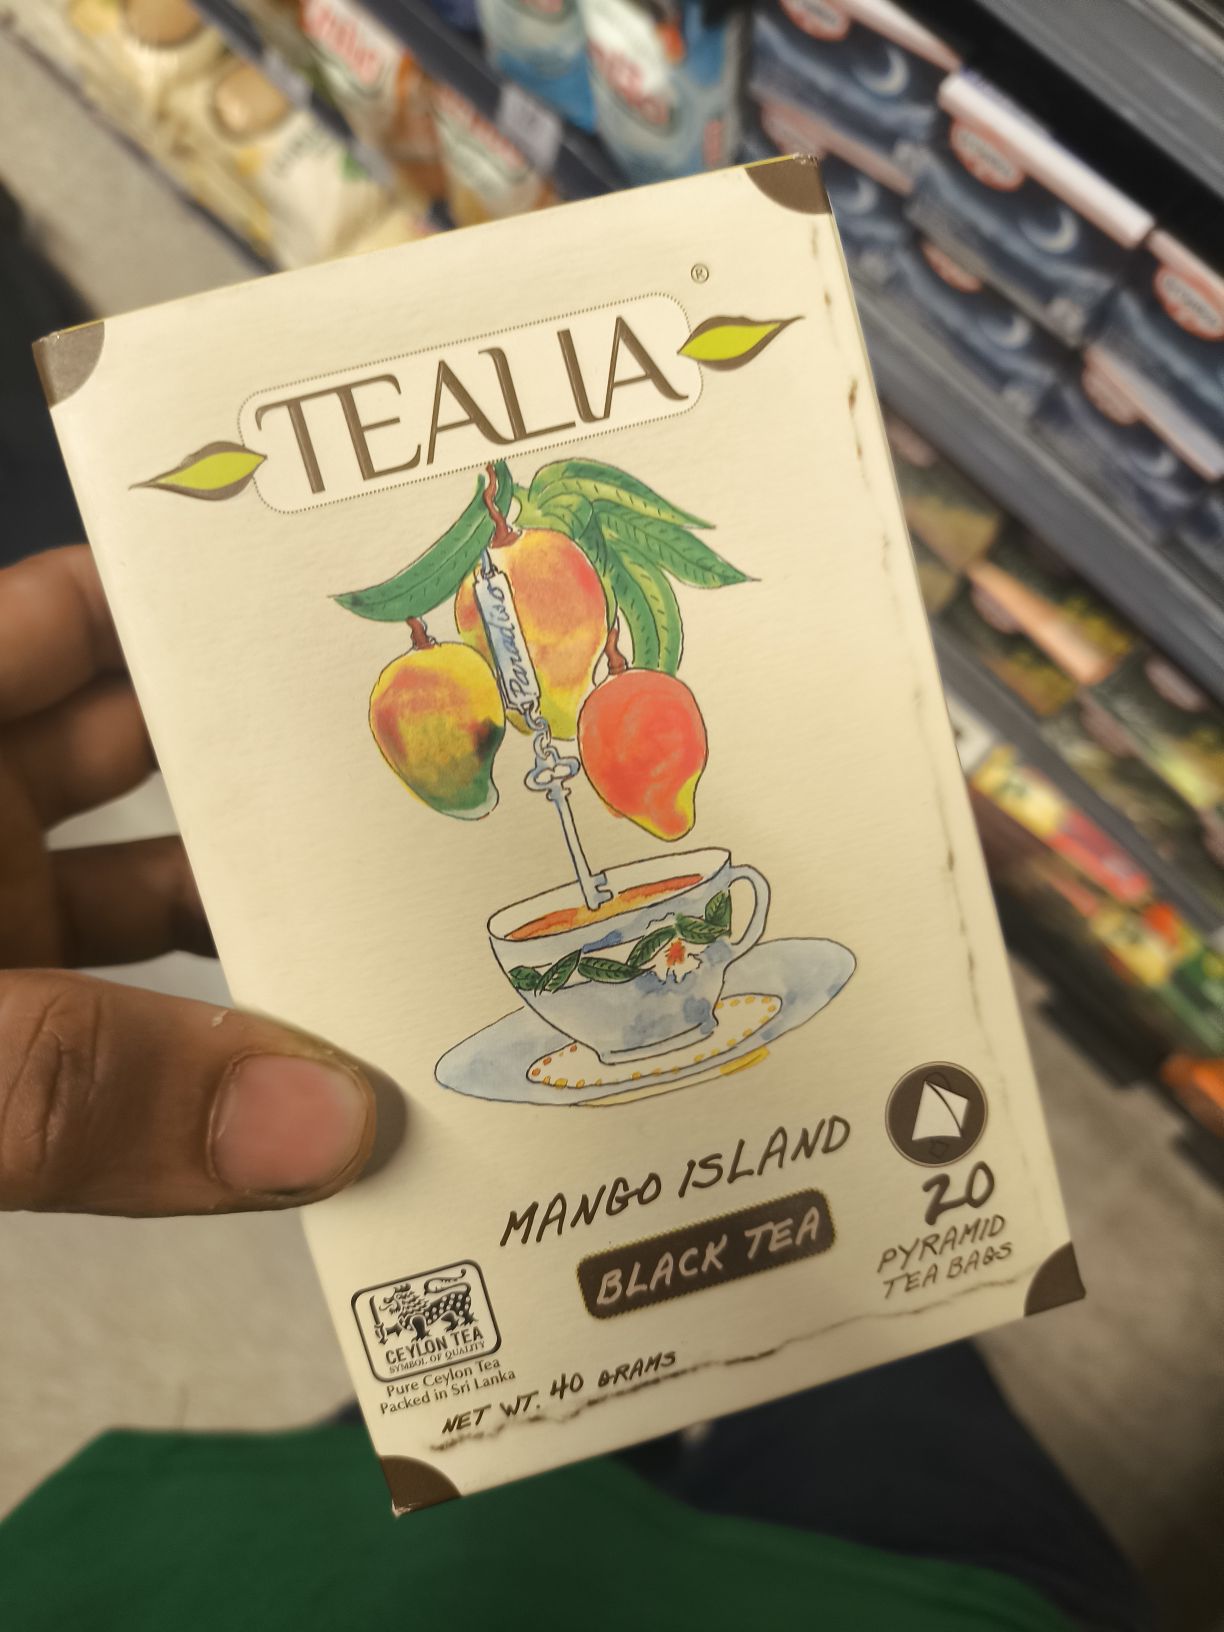 TEALIA
®
Paradiso
MANGO ISLAND
BLACK TEA
20
PYRAMID
TEA BAGS
CEYLON TEA
SYMBOL OF QUALITY
Pure Ceylon Tea
Packed in Sri Lanka
NET WT. 40 GRAMS